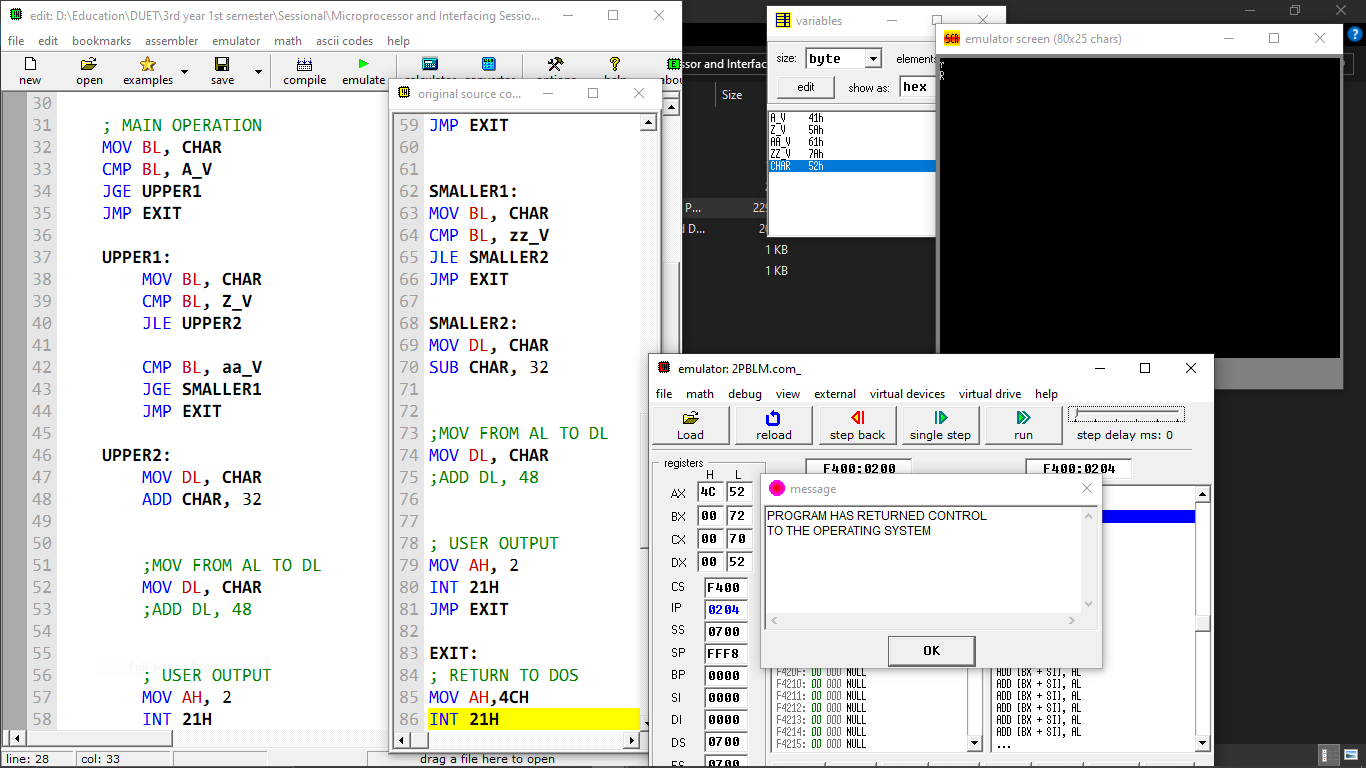 edit: D:\Education\DUET\3rd year 1st semester\Sessional\Microprocessor and Interfacing Sessio...
file edit bookmarks assembler emulator math ascii codes help
new open examples save compile emulate calculator convertor options help about
30
31 ; MAIN OPERATION
32 MOV BL, CHAR
33 CMP BL, A_V
34 JGE UPPER1
35 JMP EXIT
36
37 UPPER1:
38 MOV BL, CHAR
39 CMP BL, Z_V
40 JLE UPPER2
41
42 CMP BL, aa_V
43 JGE SMALLER1
44 JMP EXIT
45
46 UPPER2:
47 MOV DL, CHAR
48 ADD CHAR, 32
49
50
51 ;MOV FROM AL TO DL
52 MOV DL, CHAR
53 ;ADD DL, 48
54
55
56 ; USER OUTPUT
57 MOV AH, 2
58 INT 21H
line: 28 col: 33 drag a file here to open
original source co...
59 JMP EXIT
60
61
62 SMALLER1:
63 MOV BL, CHAR
64 CMP BL, zz_V
65 JLE SMALLER2
66 JMP EXIT
67
68 SMALLER2:
69 MOV DL, CHAR
70 SUB CHAR, 32
71
72
73 ;MOV FROM AL TO DL
74 MOV DL, CHAR
75 ;ADD DL, 48
76
77
78 ; USER OUTPUT
79 MOV AH, 2
80 INT 21H
81 JMP EXIT
82
83 EXIT:
84 ; RETURN TO DOS
85 MOV AH,4CH
86 INT 21H
sor and Interfac
Size
P... 229
d D... 20
1 KB
1 KB
variables
size: byte elements
edit show as: hex
A_V 41h
Z_V 5Ah
AA_V 61h
ZZ_V 7Ah
CHAR 52h
SCR emulator screen (80x25 chars)
r
R
emulator: 2PBLM.com_
file math debug view external virtual devices virtual drive help
Load reload step back single step run step delay ms: 0
registers F400:0200 F400:0204
H L
AX 4C 52
BX 00 72
CX 00 70
DX 00 52
CS F400
IP 0204
SS 0700
SP FFF8
BP 0000
SI 0000
DI 0000
DS 0700
ES 0700
message
PROGRAM HAS RETURNED CONTROL
TO THE OPERATING SYSTEM
OK
F420F: 00 000 NULL ADD [BX + SI], AL
F4210: 00 000 NULL ADD [BX + SI], AL
F4211: 00 000 NULL ADD [BX + SI], AL
F4212: 00 000 NULL ADD [BX + SI], AL
F4213: 00 000 NULL ADD [BX + SI], AL
F4214: 00 000 NULL ADD [BX + SI], AL
F4215: 00 000 NULL ...